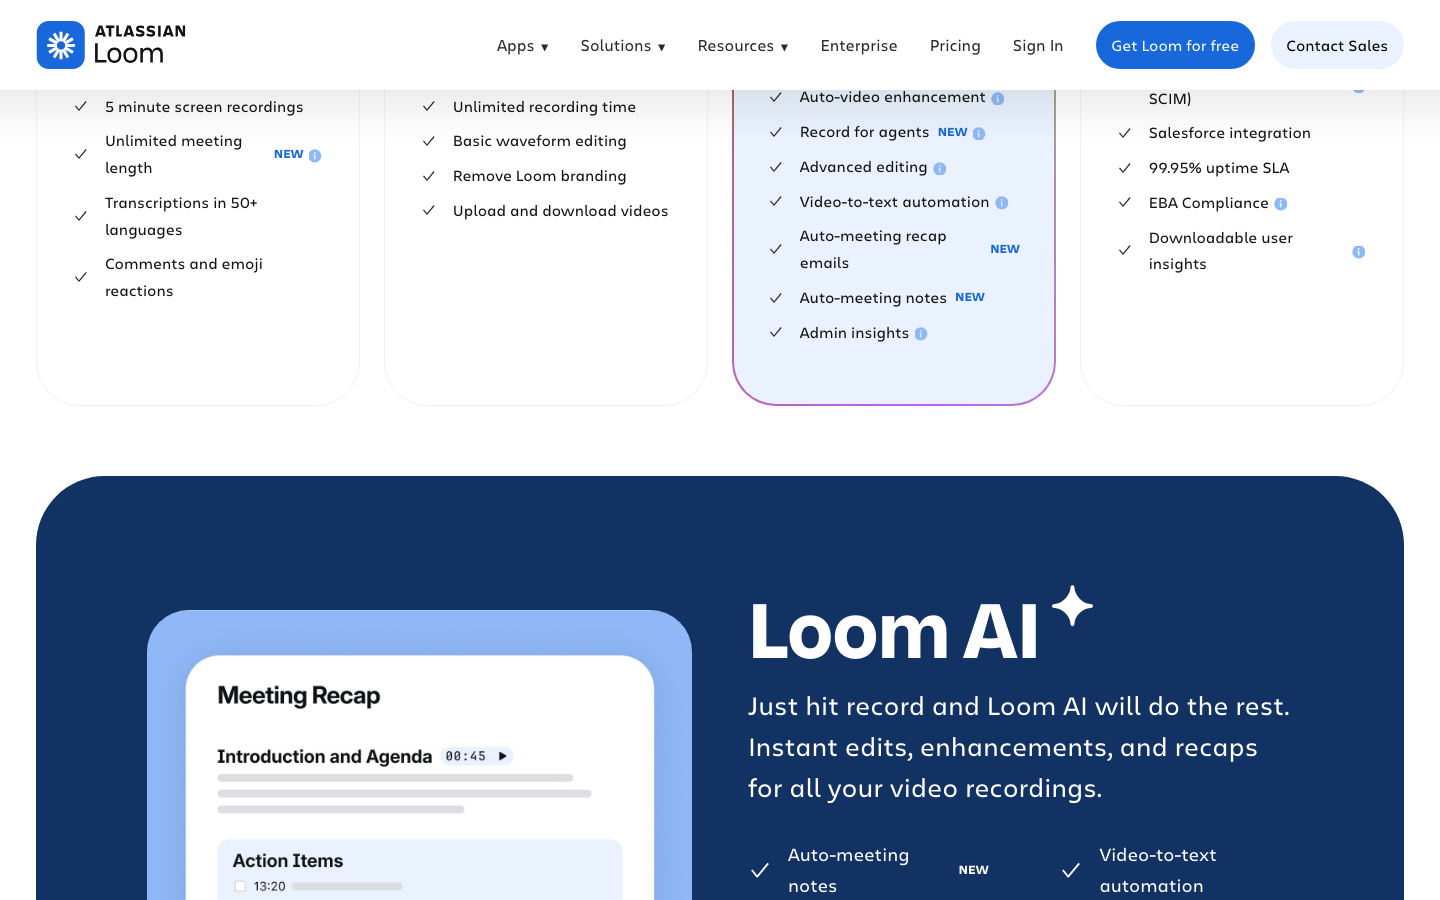 ATLASSIAN
Loom
Apps ▾
Solutions ▾
Resources ▾
Enterprise
Pricing
Sign In
Get Loom for free
Contact Sales
5 minute screen recordings
Unlimited meeting
length
NEW
Transcriptions in 50+
languages
Comments and emoji
reactions
Unlimited recording time
Basic waveform editing
Remove Loom branding
Upload and download videos
Auto-video enhancement
Record for agents NEW
Advanced editing
Video-to-text automation
Auto-meeting recap
emails
NEW
Auto-meeting notes NEW
Admin insights
SCIM)
Salesforce integration
99.95% uptime SLA
EBA Compliance
Downloadable user
insights
Meeting Recap
Introduction and Agenda 00:45
Action Items
13:20
Loom AI
Just hit record and Loom AI will do the rest.
Instant edits, enhancements, and recaps
for all your video recordings.
Auto-meeting
notes
NEW
Video-to-text
automation